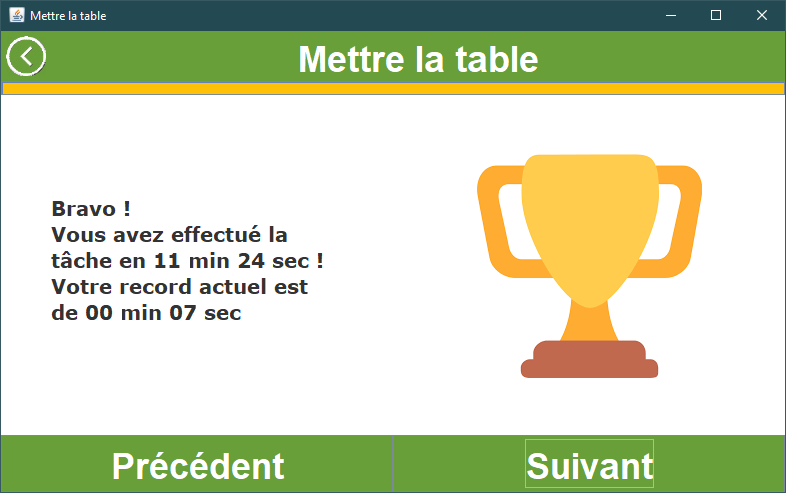 Mettre la table
Mettre la table
Bravo !
Vous avez effectué la
tâche en 11 min 24 sec !
Votre record actuel est
de 00 min 07 sec
Précédent
Suivant